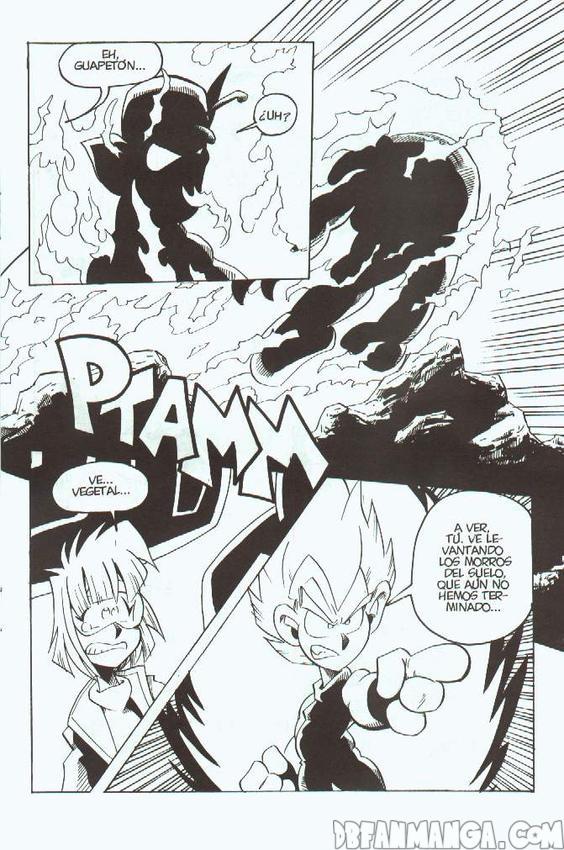 EH,
GUAPETÓN...
¿UH?
PTAMM
VE...
VEGETAL...
A VER,
TÚ. VE LE-
VANTANDO
LOS MORROS
DEL SUELO,
QUE AÚN NO
HEMOS TER-
MINADO...
DBFANMANGA.COM